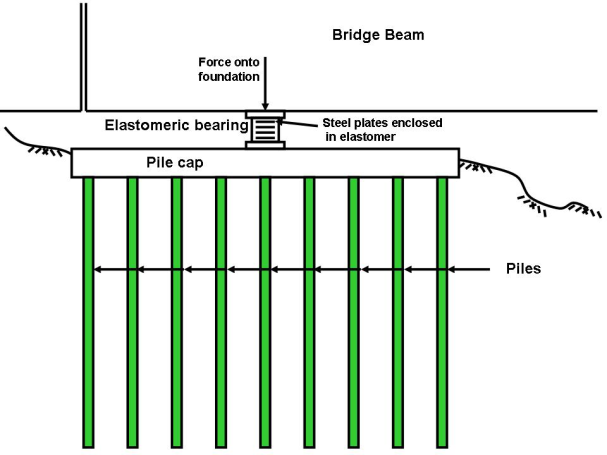 Bridge Beam
Force onto
foundation
Elastomeric bearing
Steel plates enclosed
in elastomer
Pile cap
Piles